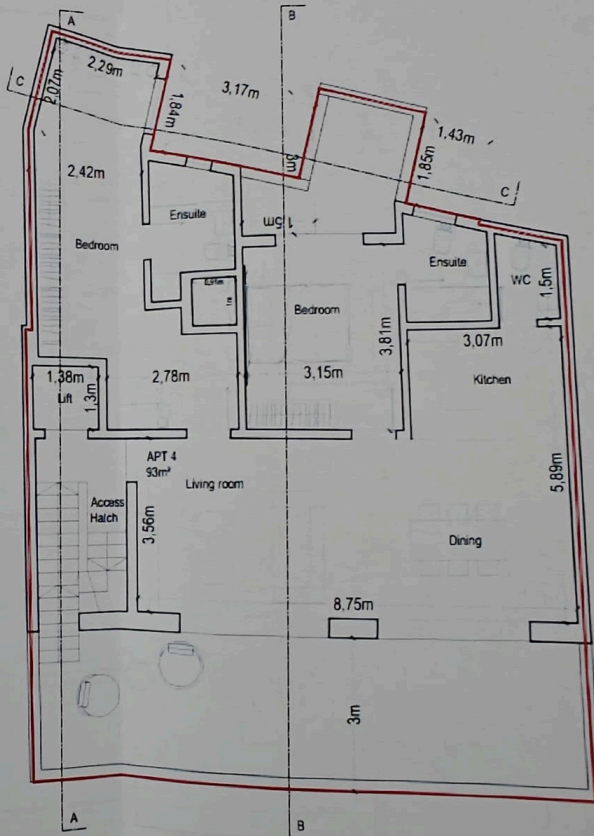 A
B
2,29m
C
2,07m
3,17m
1,84m
1.43m
1,85m
3m
C
2,42m
Ensuite
1,5m
Bedroom
Ensuite
WC
1,5m
Bedroom
3,81m
3,07m
1,38m
2,78m
3,15m
Kitchen
Lift
1,3m
APT 4
93m²
Living room
5,89m
Access
Hatch
3,56m
Dining
8,75m
3m
A
B